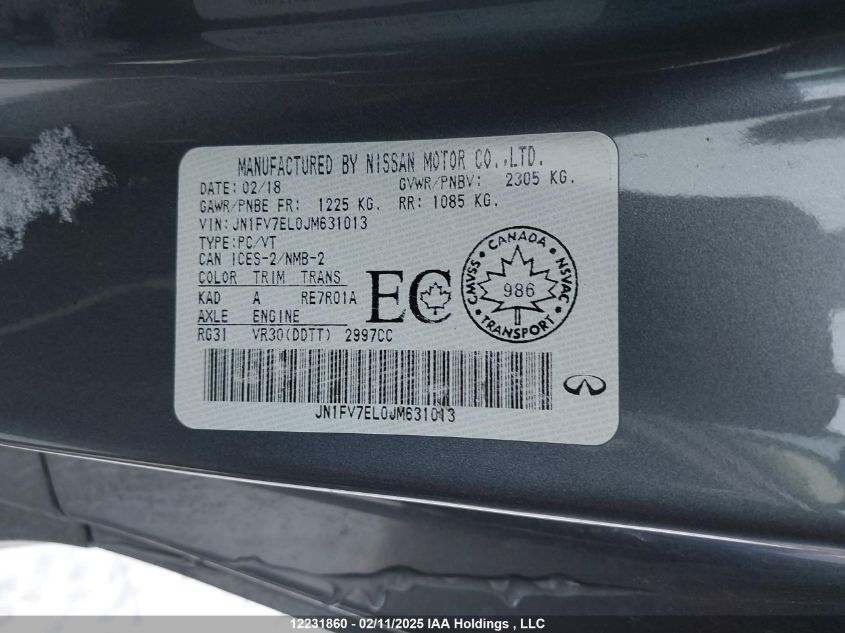 MANUFACTURED BY NISSAN MOTOR CO.,LTD.
DATE: 02/18 GVWR/PNBV: 2305 KG.
GAWR/PNBE FR: 1225 KG. RR: 1085 KG.
VIN: JN1FV7EL0JM631013
TYPE: PC/VT
CAN ICES-2/NMB-2
COLOR TRIM TRANS
KAD A RE7R01A
AXLE ENGINE
RG31 VR30(DDTT) 2997CC
EC
CANADA
CMVSS
NSVAC
986
TRANSPORT
JN1FV7EL0JM631013
12231860 - 02/11/2025 IAA Holdings , LLC